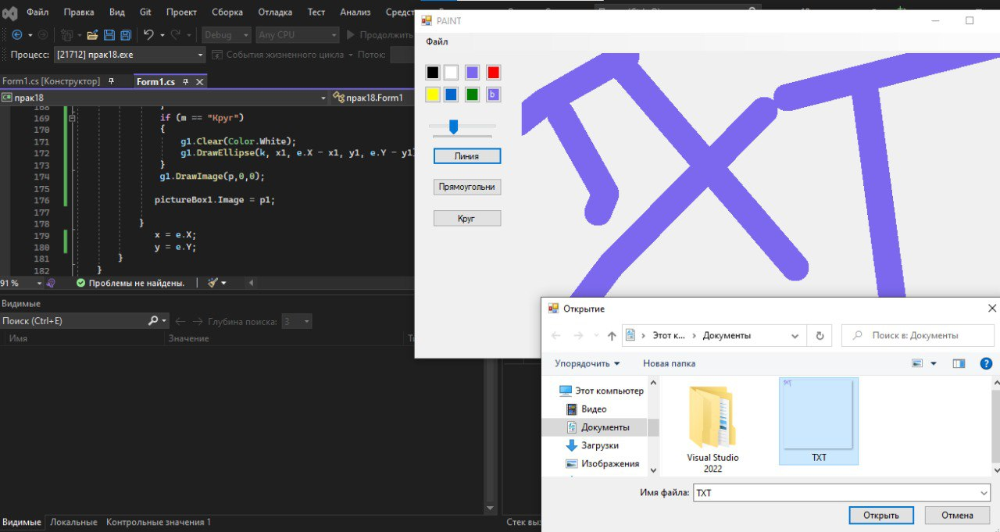 Файл Правка Вид Git Проект Сборка Отладка Тест Анализ
Debug Any CPU Продолжить
Процесс: [21712] прак18.exe События жизненного цикла Поток:
Form1.cs [Конструктор] Form1.cs
прак18 прак18.Form1
168 }
169 if (m == "Круг")
170 {
171 g1.Clear(Color.White);
172 g1.DrawEllipse(k, x1, e.X - x1, y1, e.Y - y1
173 }
174 g1.DrawImage(p,0,0);
175
176 pictureBox1.Image = p1;
177
178 }
179 x = e.X;
180 y = e.Y;
181 }
182 }
91 % Проблемы не найдены.
Видимые
Поиск (Ctrl+E) Глубина поиска: 3
Имя Значение
Видимые Локальные Контрольные значения 1
PAINT
Файл
b
Линия
Прямоугольни
Круг
Открытие
Этот к... Документы Поиск в: Документы
Упорядочить Новая папка
Этот компьютер
Видео
Документы
Загрузки
Изображения
Visual Studio
2022
TXT
Имя файла: TXT
Открыть Отмена